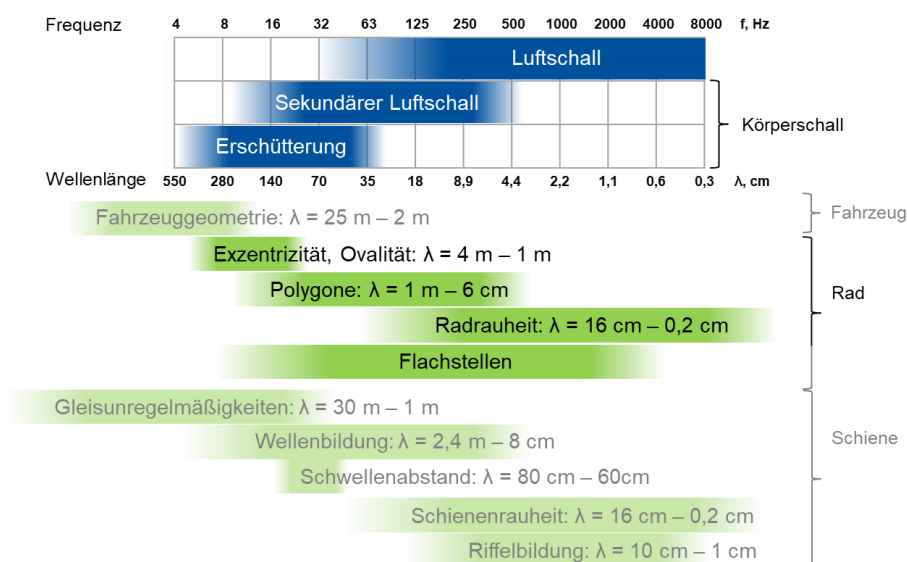 Frequenz 4 8 16 32 63 125 250 500 1000 2000 4000 8000 f, Hz
Luftschall
Sekundärer Luftschall
Körperschall
Erschütterung
Wellenlänge 550 280 140 70 35 18 8,9 4,4 2,2 1,1 0,6 0,3 λ, cm
Fahrzeuggeometrie: λ = 25 m – 2 m Fahrzeug
Exzentrizität, Ovalität: λ = 4 m – 1 m
Polygone: λ = 1 m – 6 cm Rad
Radrauheit: λ = 16 cm – 0,2 cm
Flachstellen
Gleisunregelmäßigkeiten: λ = 30 m – 1 m
Wellenbildung: λ = 2,4 m – 8 cm Schiene
Schwellenabstand: λ = 80 cm – 60cm
Schienenrauheit: λ = 16 cm – 0,2 cm
Riffelbildung: λ = 10 cm – 1 cm